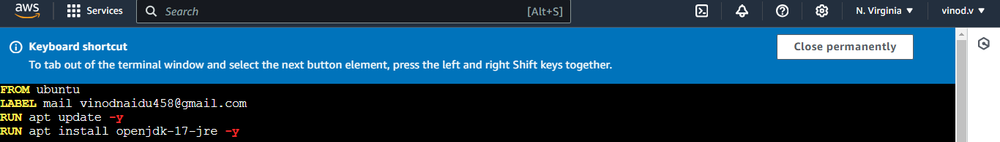 aws
Services
Search
[Alt+S]
N. Virginia
vinod.v
Keyboard shortcut
Close permanently
To tab out of the terminal window and select the next button element, press the left and right Shift keys together.
FROM ubuntu
LABEL mail vinodnaidu458@gmail.com
RUN apt update -y
RUN apt install openjdk-17-jre -y